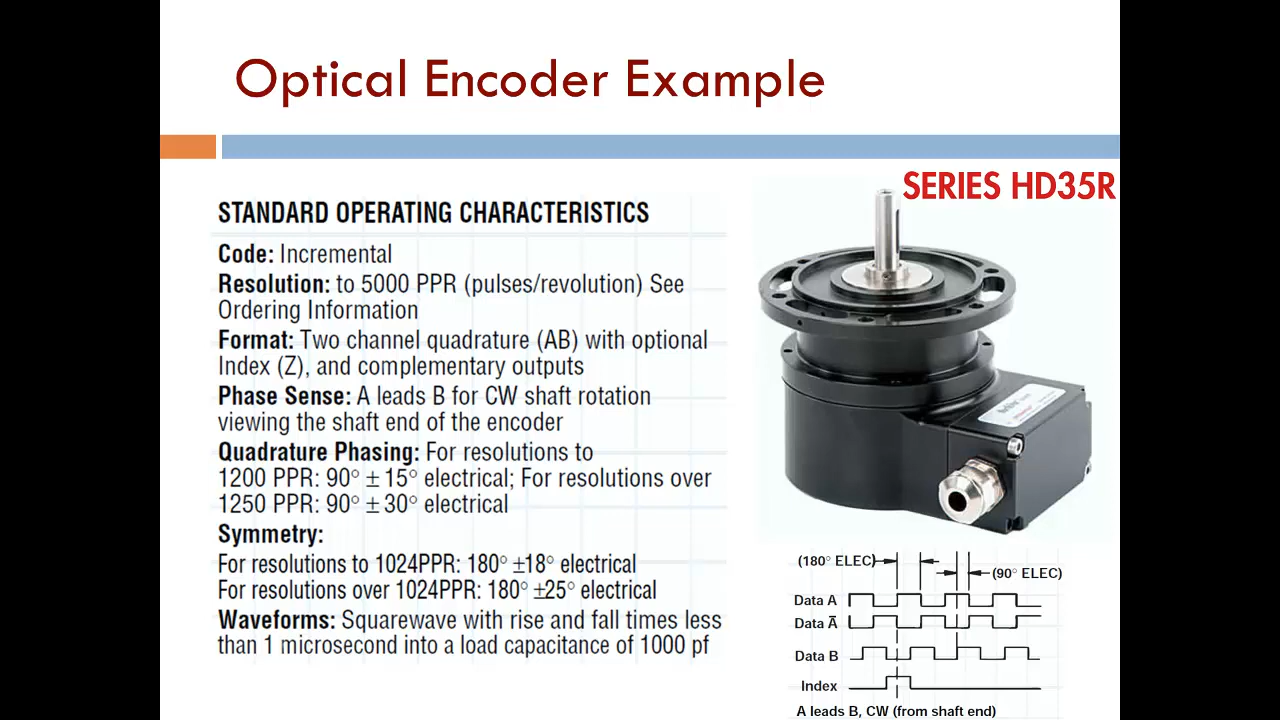 Optical Encoder Example
SERIES HD35R
STANDARD OPERATING CHARACTERISTICS
Code: Incremental
Resolution: to 5000 PPR (pulses/revolution) See
Ordering Information
Format: Two channel quadrature (AB) with optional
Index (Z), and complementary outputs
Phase Sense: A leads B for CW shaft rotation
viewing the shaft end of the encoder
Quadrature Phasing: For resolutions to
1200 PPR: 90° ± 15° electrical; For resolutions over
1250 PPR: 90° ± 30° electrical
Symmetry:
For resolutions to 1024PPR: 180° ±18° electrical
For resolutions over 1024PPR: 180° ±25° electrical
Waveforms: Squarewave with rise and fall times less
than 1 microsecond into a load capacitance of 1000 pf
(180° ELEC)
(90° ELEC)
Data A
Data A̅
Data B
Index
A leads B, CW (from shaft end)